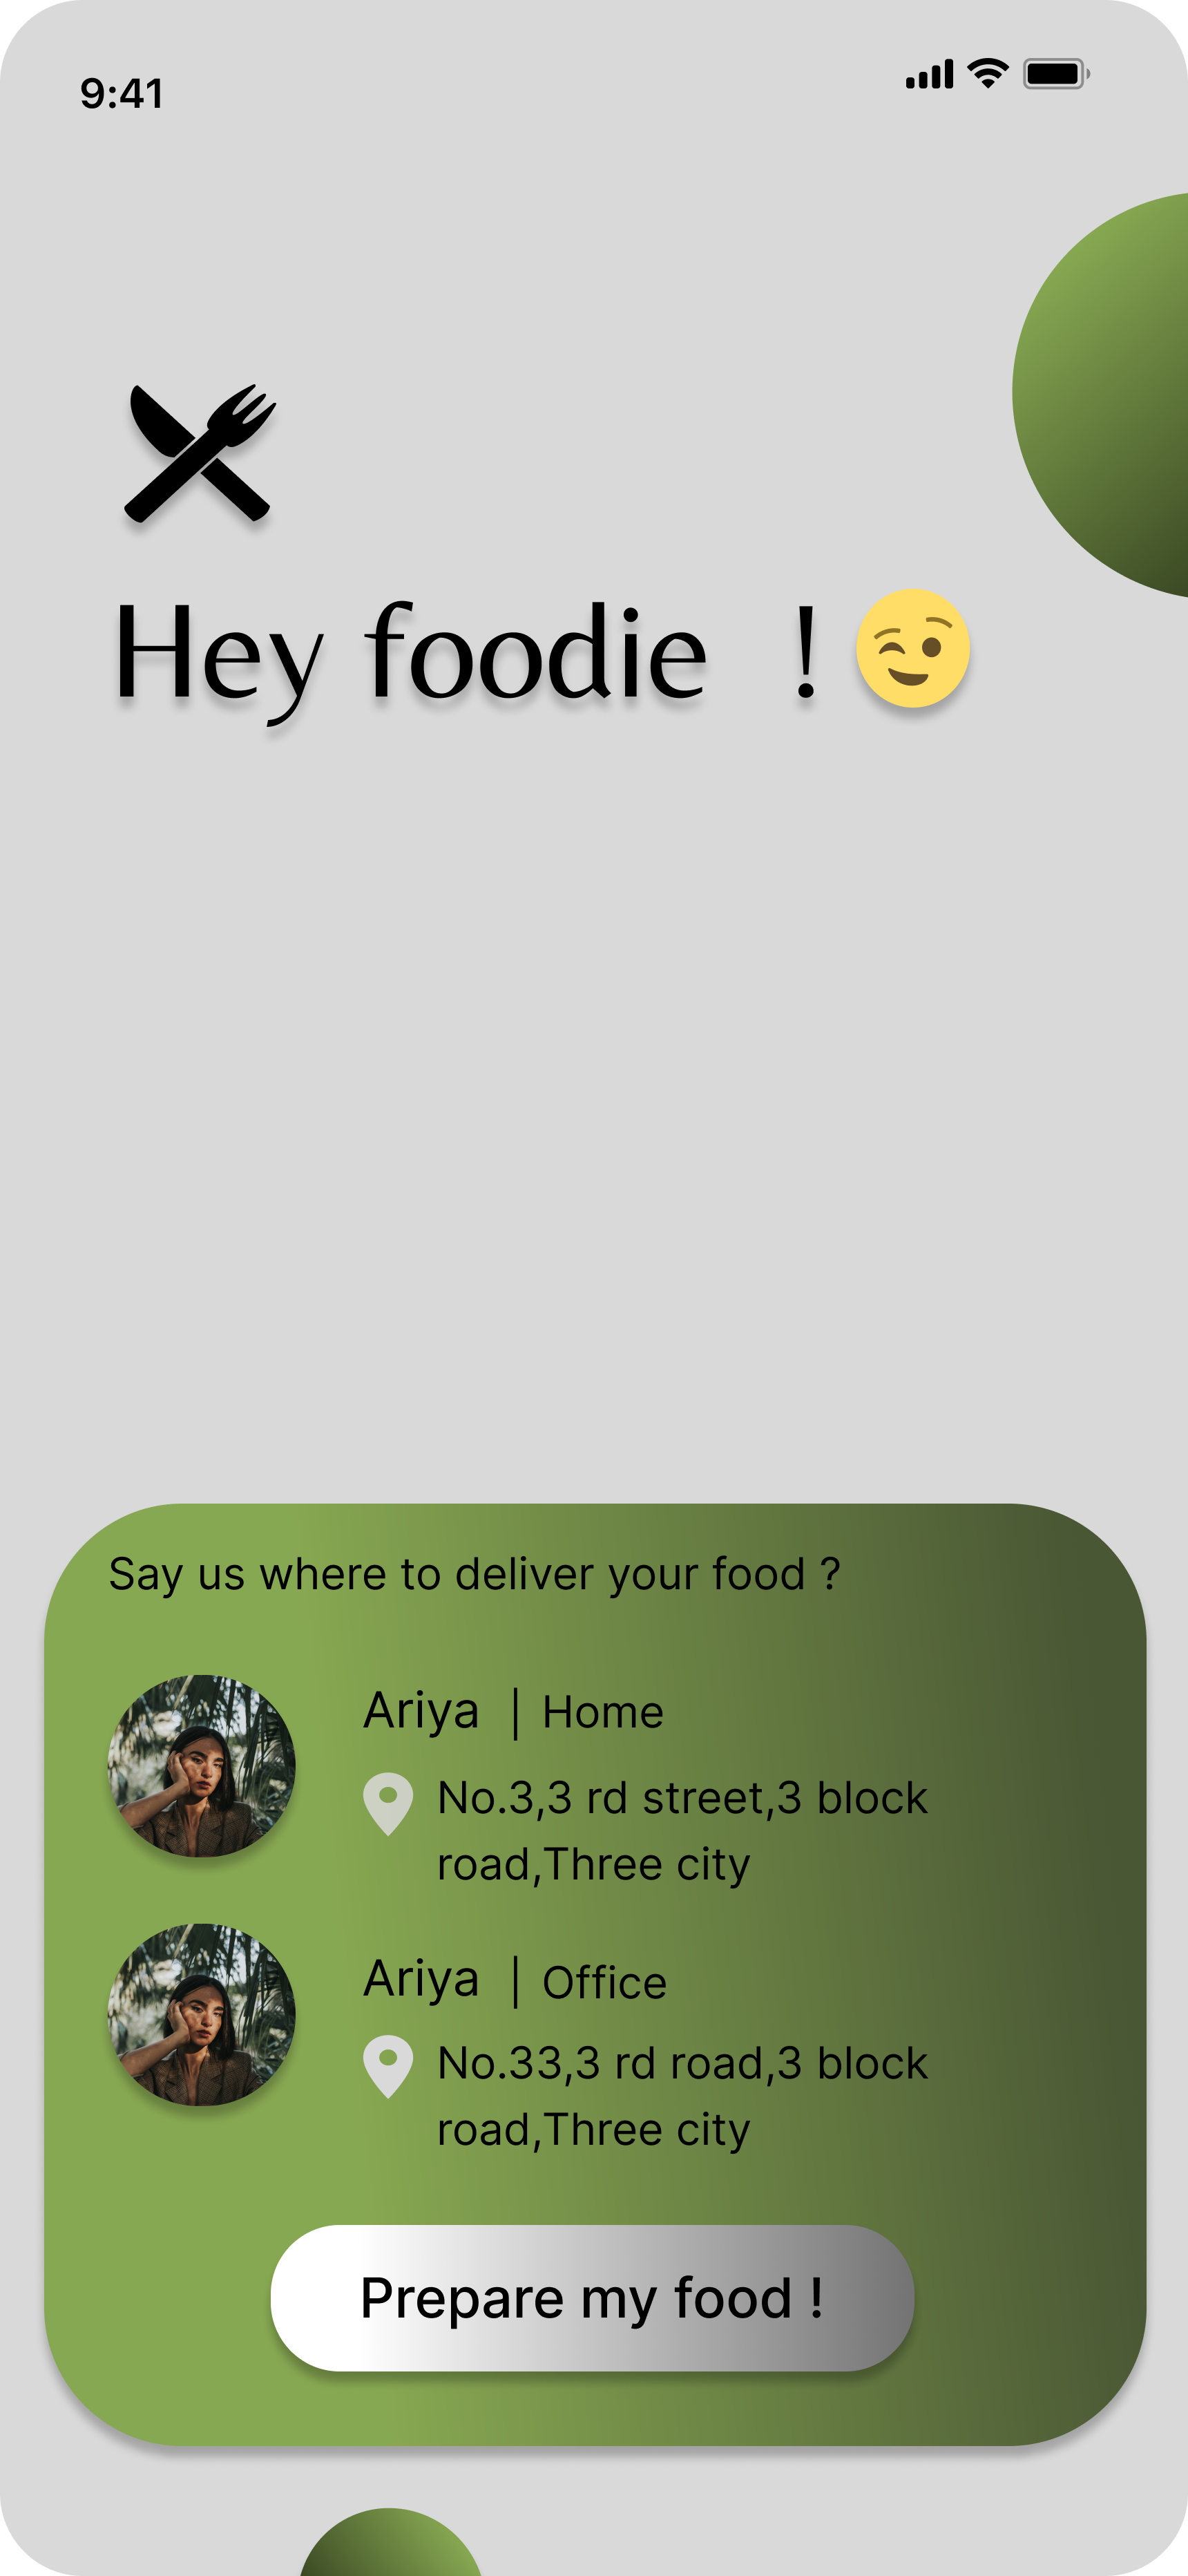 9:41
Hey foodie !
Say us where to deliver your food ?
Ariya | Home
No.3,3 rd street,3 block
road,Three city
Ariya | Office
No.33,3 rd road,3 block
road,Three city
Prepare my food !